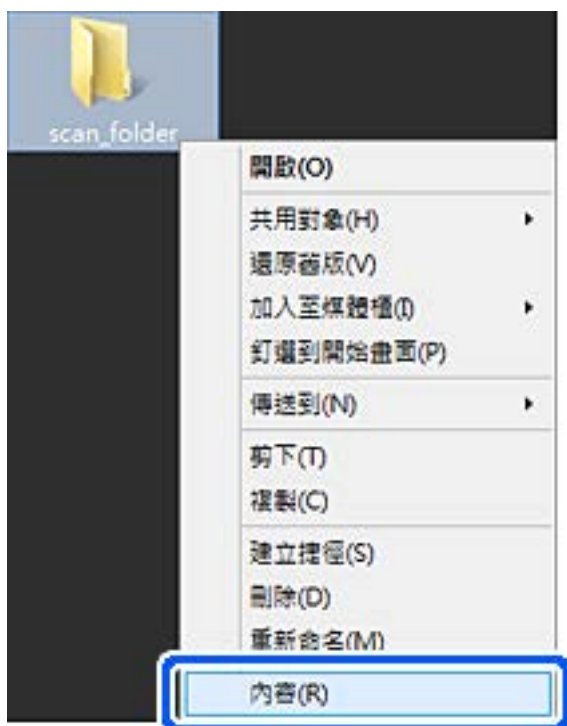 scan_folder
開啟(O)
共用對象(H)
還原舊版(V)
加入至媒體櫃(I)
釘選到開始畫面(P)
傳送到(N)
剪下(T)
複製(C)
建立捷徑(S)
刪除(D)
重新命名(M)
內容(R)